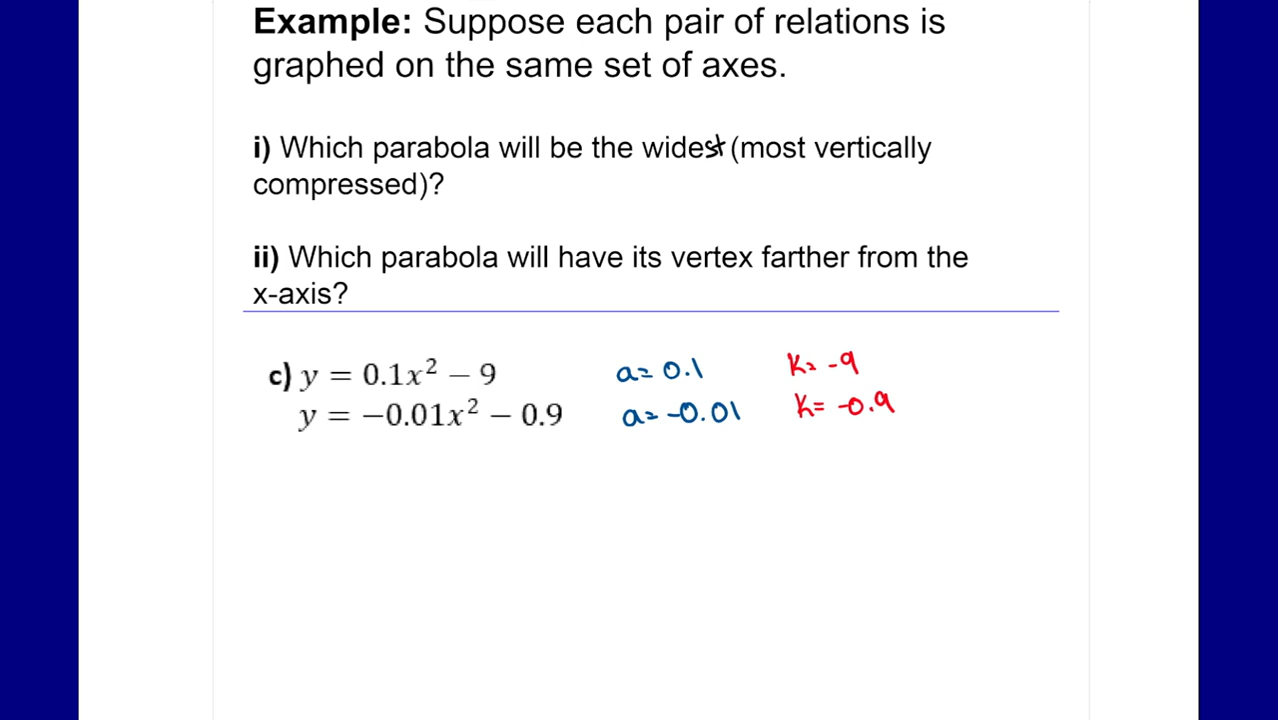 Example: Suppose each pair of relations is
graphed on the same set of axes.
i) Which parabola will be the widest (most vertically
compressed)?
ii) Which parabola will have its vertex farther from the
x-axis?
c) y = 0.1x² − 9 a= 0.1 k= -9
y = −0.01x² − 0.9 a= -0.01 k= -0.9